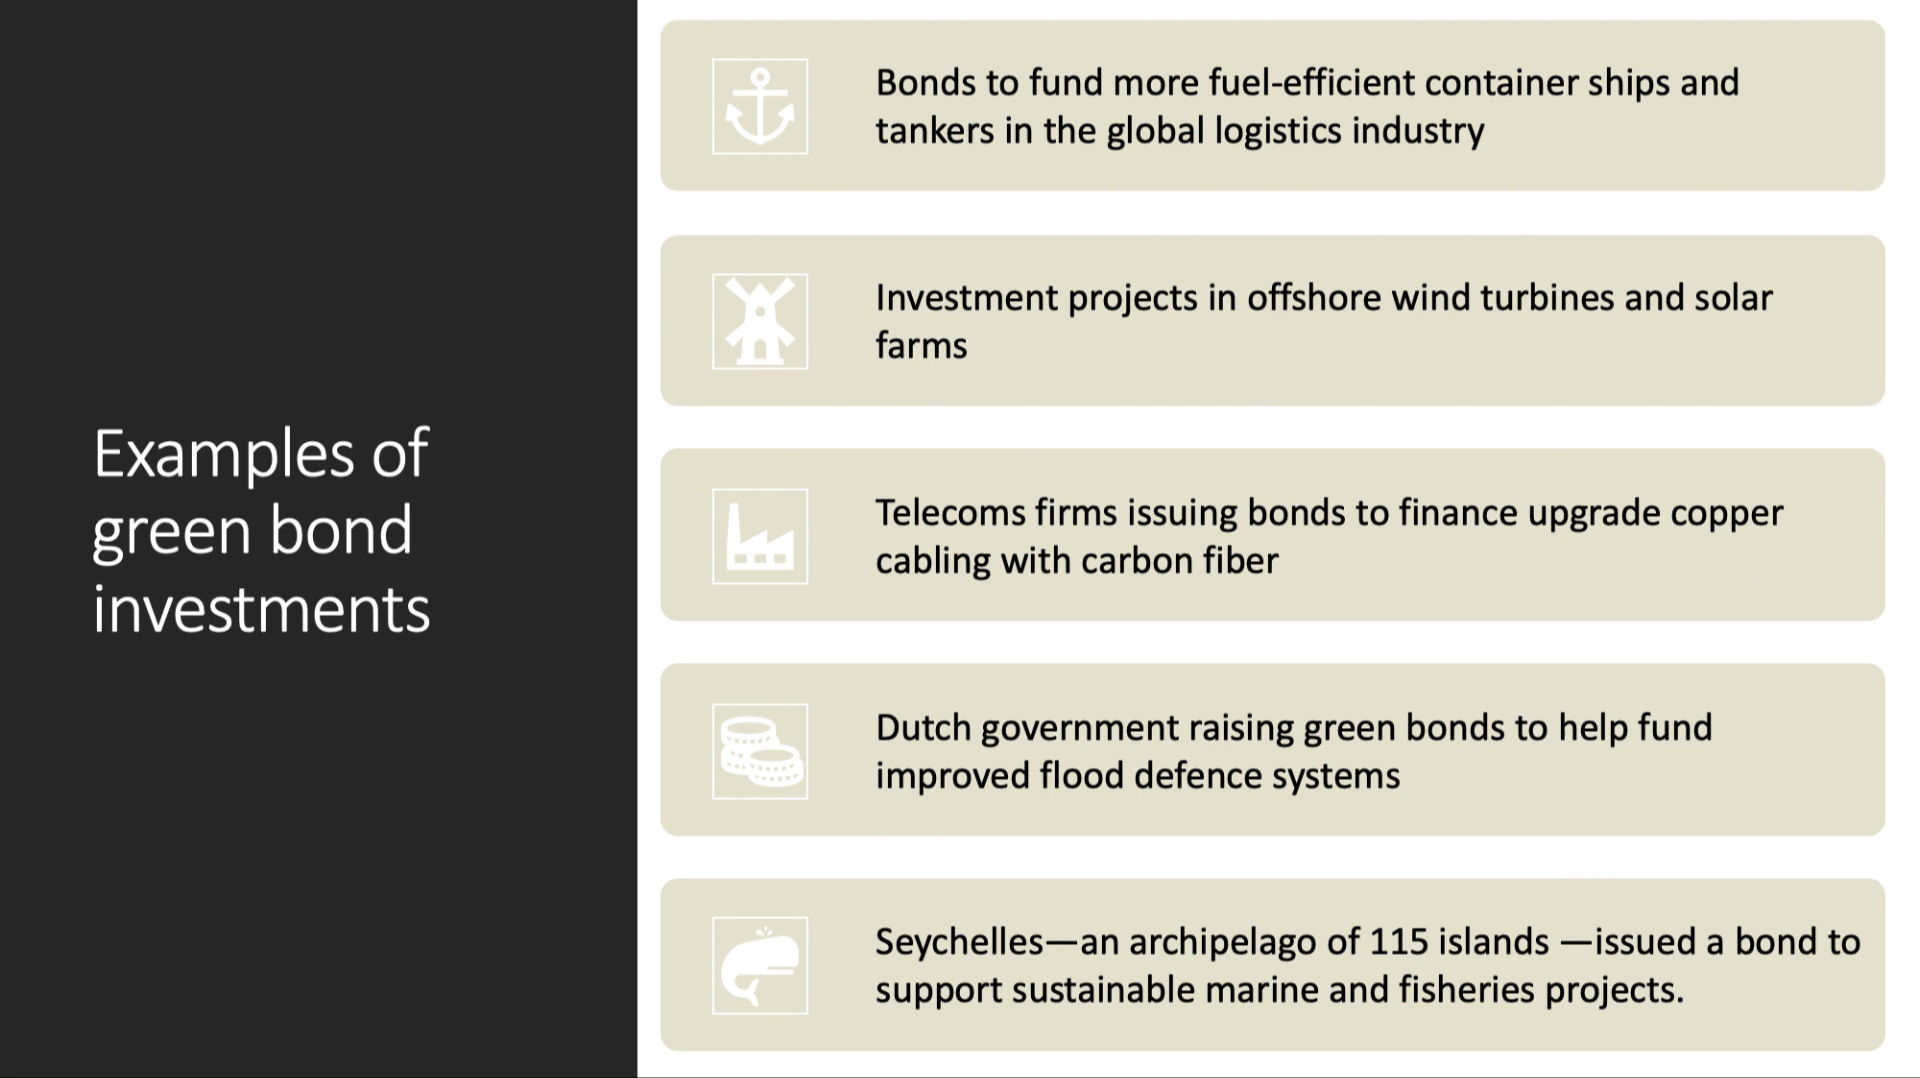 Examples of
green bond
investments
Bonds to fund more fuel-efficient container ships and
tankers in the global logistics industry
Investment projects in offshore wind turbines and solar
farms
Telecoms firms issuing bonds to finance upgrade copper
cabling with carbon fiber
Dutch government raising green bonds to help fund
improved flood defence systems
Seychelles—an archipelago of 115 islands —issued a bond to
support sustainable marine and fisheries projects.